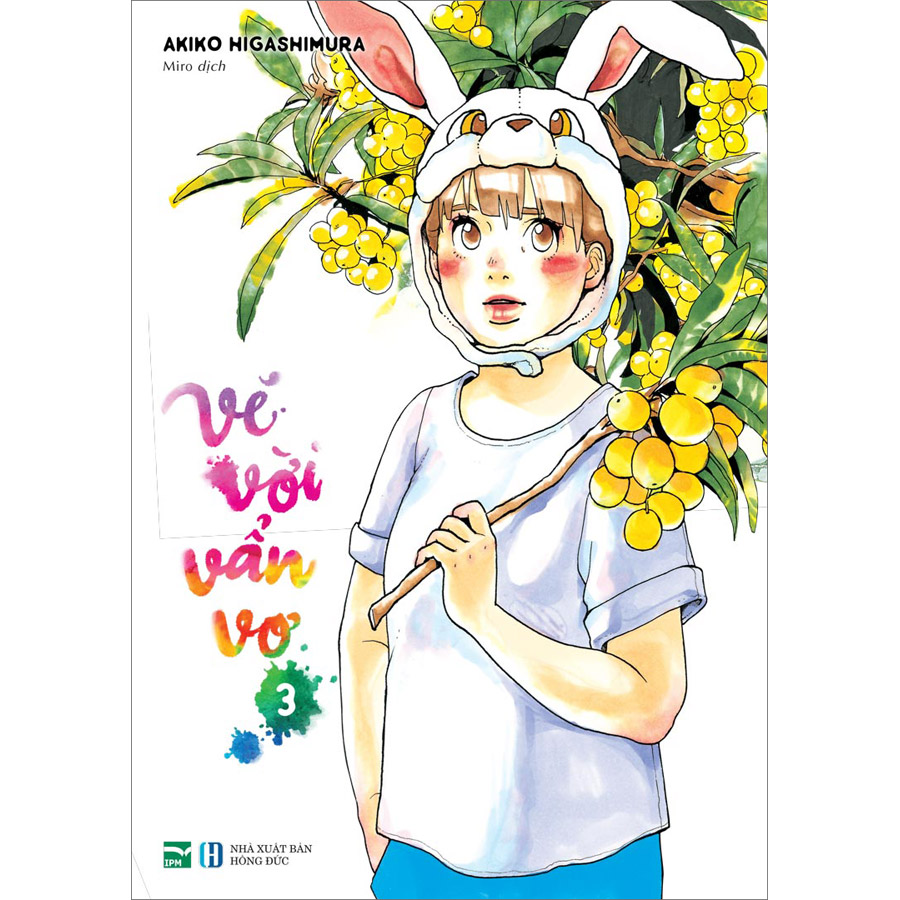 AKIKO HIGASHIMURA
Miro dịch
Vẽ
vời
vẩn
vơ
3
IPM
H
NHÀ XUẤT BẢN
HỒNG ĐỨC